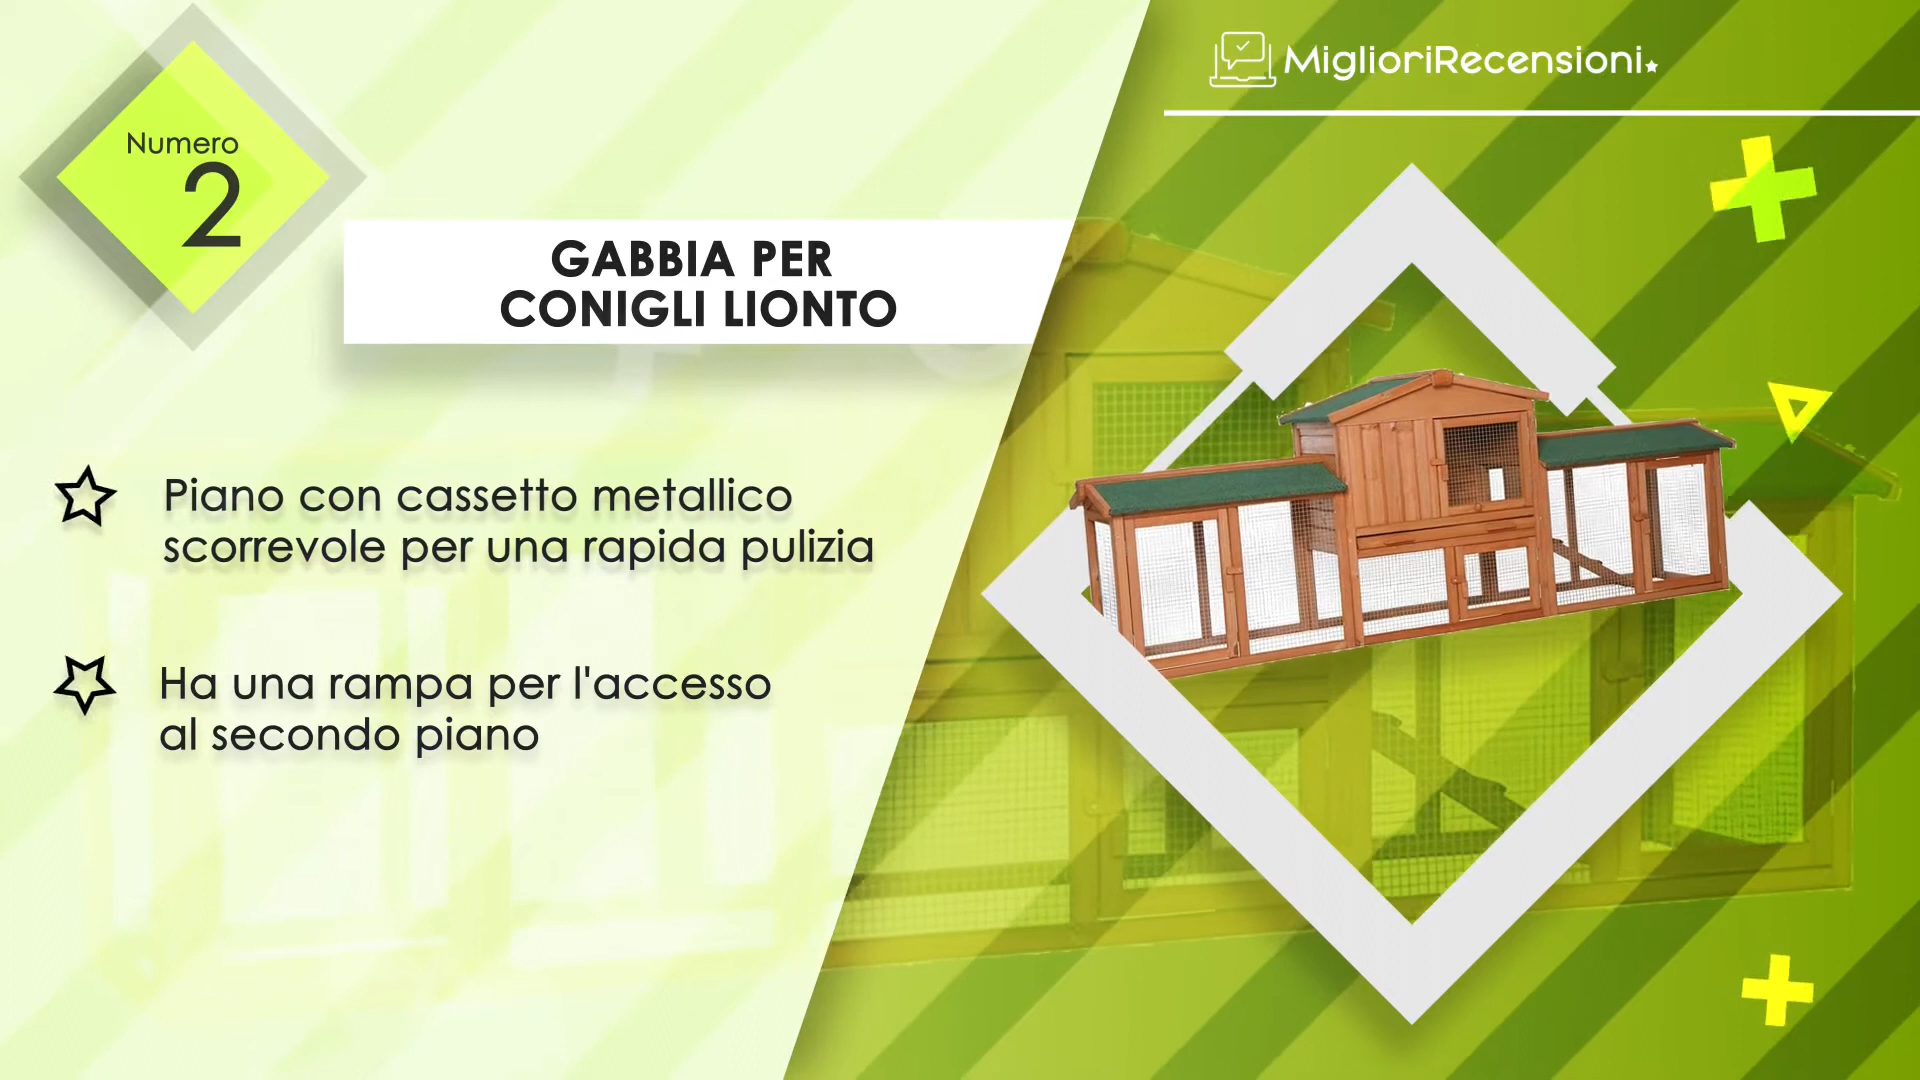 MiglioriRecensioni
Numero
2
GABBIA PER
CONIGLI LIONTO
Piano con cassetto metallico
scorrevole per una rapida pulizia
Ha una rampa per l'accesso
al secondo piano